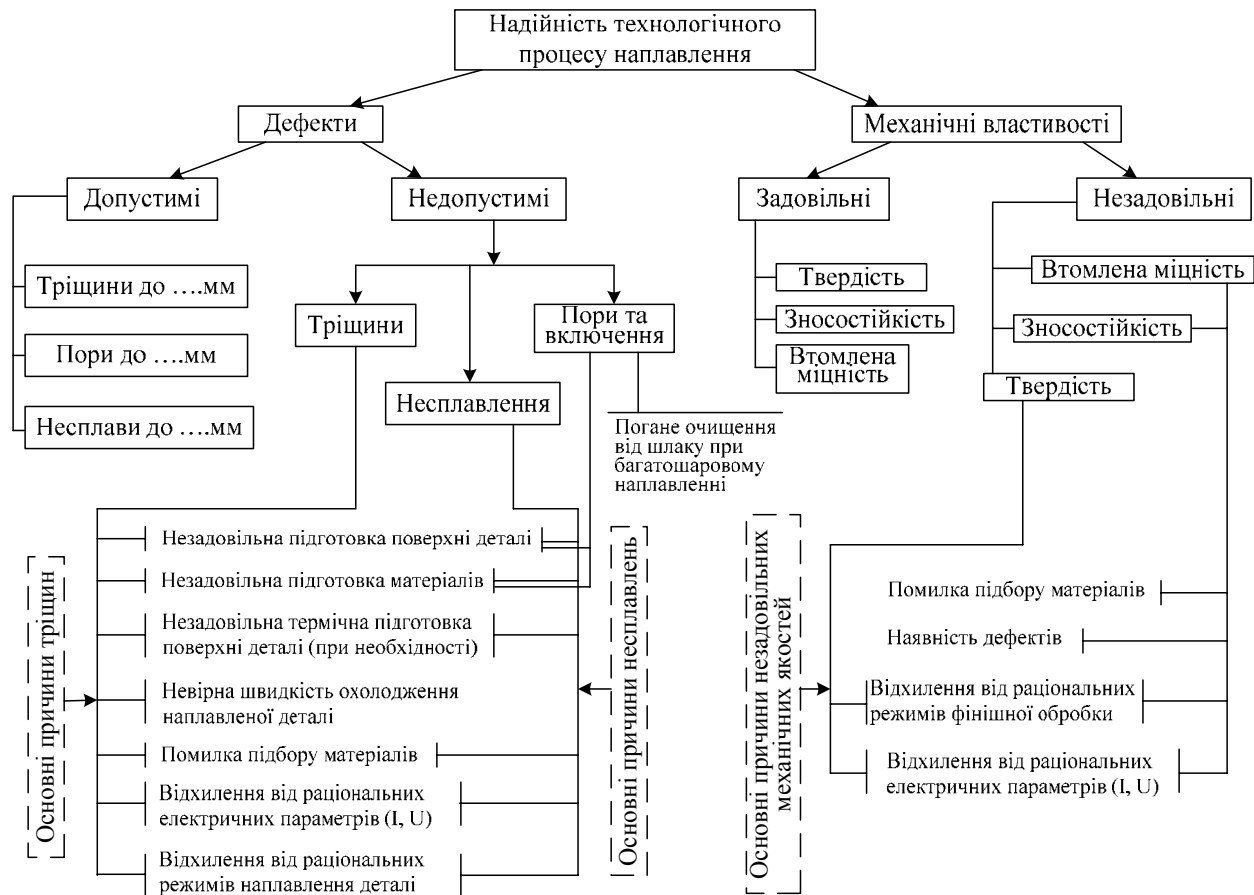 Надійність технологічного
процесу наплавлення
Дефекти
Механічні властивості
Допустимі
Недопустимі
Задовільні
Незадовільні
Тріщини до ….мм
Пори до ….мм
Несплави до ….мм
Тріщини
Несплавлення
Пори та
включення
Погане очищення
від шлаку при
багатошаровому
наплавленні
Твердість
Зносостійкість
Втомлена
міцність
Втомлена міцність
Зносостійкість
Твердість
Основні причини тріщин
Незадовільна підготовка поверхні деталі
Незадовільна підготовка матеріалів
Незадовільна термічна підготовка
поверхні деталі (при необхідності)
Невірна швидкість охолодження
наплавленої деталі
Помилка підбору матеріалів
Відхилення від раціональних
електричних параметрів (I, U)
Відхилення від раціональних
режимів наплавлення деталі
Основні причини несплавлень
Основні причини незадовільних
механічних якостей
Помилка підбору матеріалів
Наявність дефектів
Відхилення від раціональних
режимів фінішної обробки
Відхилення від раціональних
електричних параметрів (I, U)